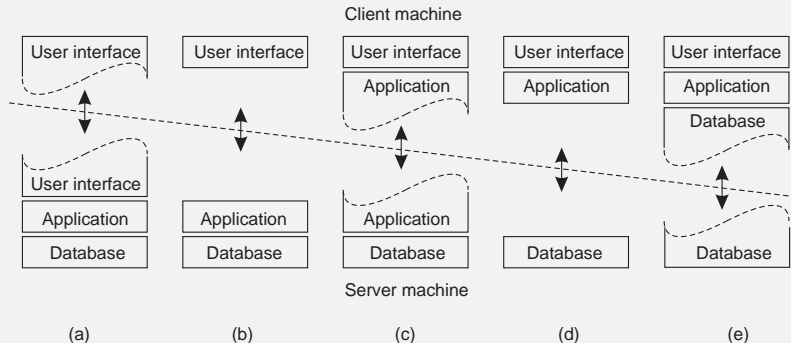 Client machine
User interface User interface User interface User interface User interface
Application Application Application
Database
User interface
Application Application Application
Database Database Database Database Database
Server machine
(a) (b) (c) (d) (e)